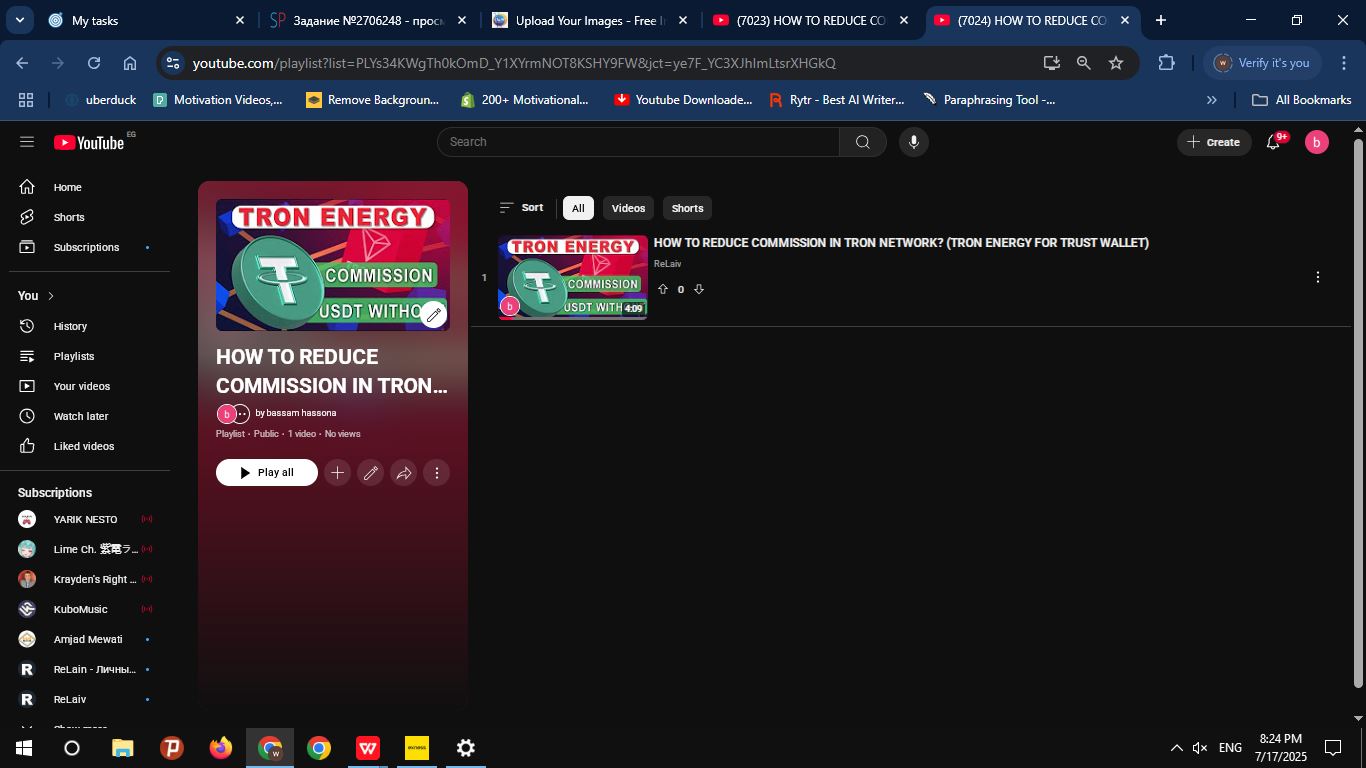 My tasks
Задание №2706248 - просм
Upload Your Images - Free Im
(7023) HOW TO REDUCE CO
(7024) HOW TO REDUCE CO
youtube.com/playlist?list=PLYs34KWgTh0kOmD_Y1XYrmNOT8KSHY9FW&jct=ye7F_YC3XJhImLtsrXHGkQ
Verify it's you
uberduck
Motivation Videos,...
Remove Backgroun...
200+ Motivational...
Youtube Downloade...
Rytr - Best AI Writer...
Paraphrasing Tool -...
All Bookmarks
YouTube EG
Search
Create
9+
b
Home
Shorts
Subscriptions
You
History
Playlists
Your videos
Watch later
Liked videos
Subscriptions
YARIK NESTO
Lime Ch. 紫竜ラ...
Krayden's Right ...
KuboMusic
Amjad Mewati
ReLain - Личны...
ReLaiv
TRON ENERGY
COMMISSION
USDT WITHO
HOW TO REDUCE
COMMISSION IN TRON...
b
by bassam hassona
Playlist • Public • 1 video • No views
Play all
Sort
All
Videos
Shorts
1
TRON ENERGY
COMMISSION
USDT WITH
b
4:09
HOW TO REDUCE COMMISSION IN TRON NETWORK? (TRON ENERGY FOR TRUST WALLET)
ReLaiv
0
exness
ENG
8:24 PM
7/17/2025